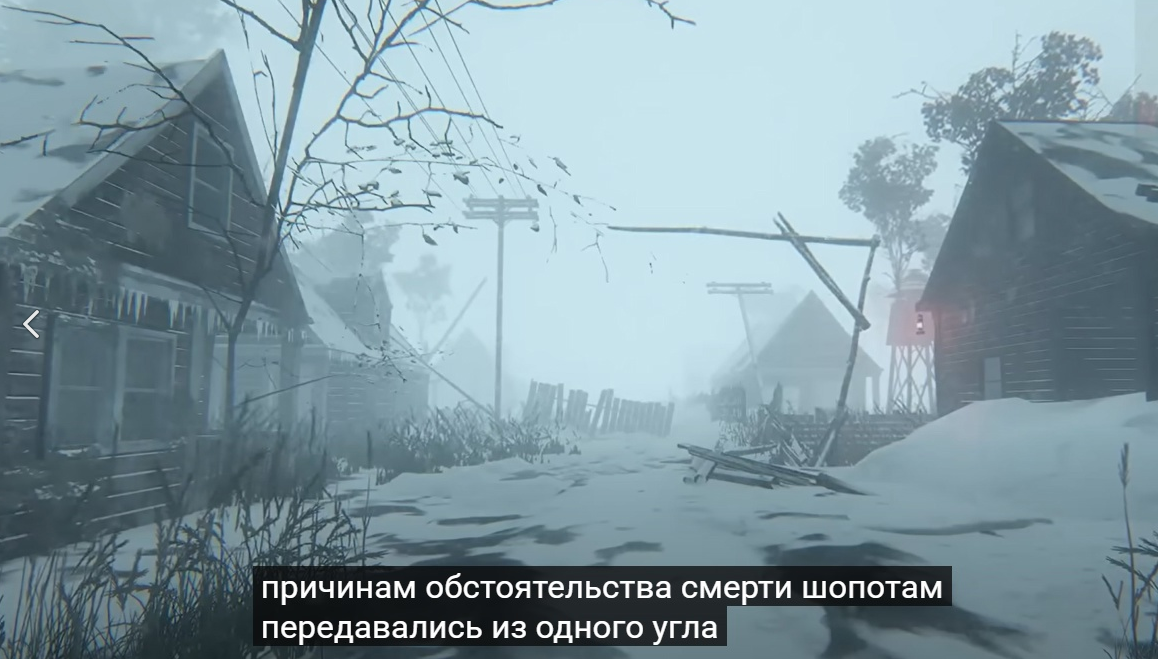 причинам обстоятельства смерти шопотам
передавались из одного угла